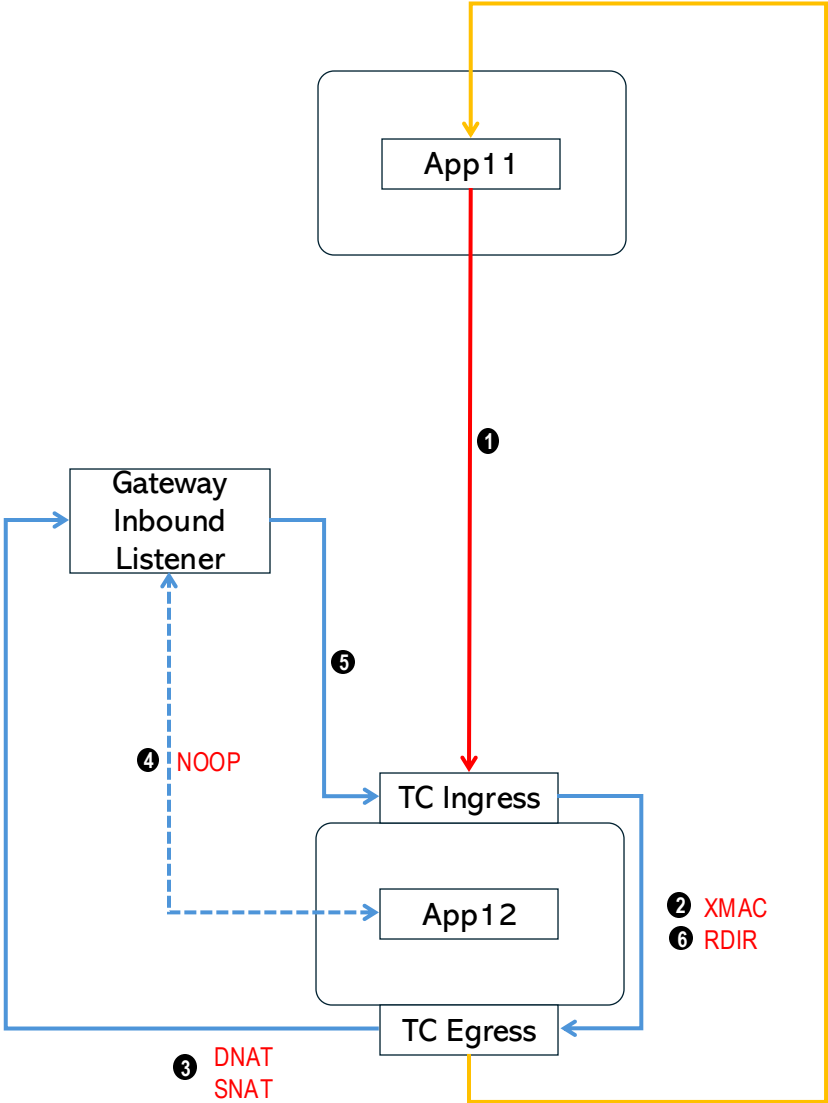 App11
❶
Gateway
Inbound
Listener
❺
❹ NOOP
TC Ingress
App12
❷ XMAC
❻ RDIR
TC Egress
❸ DNAT
SNAT